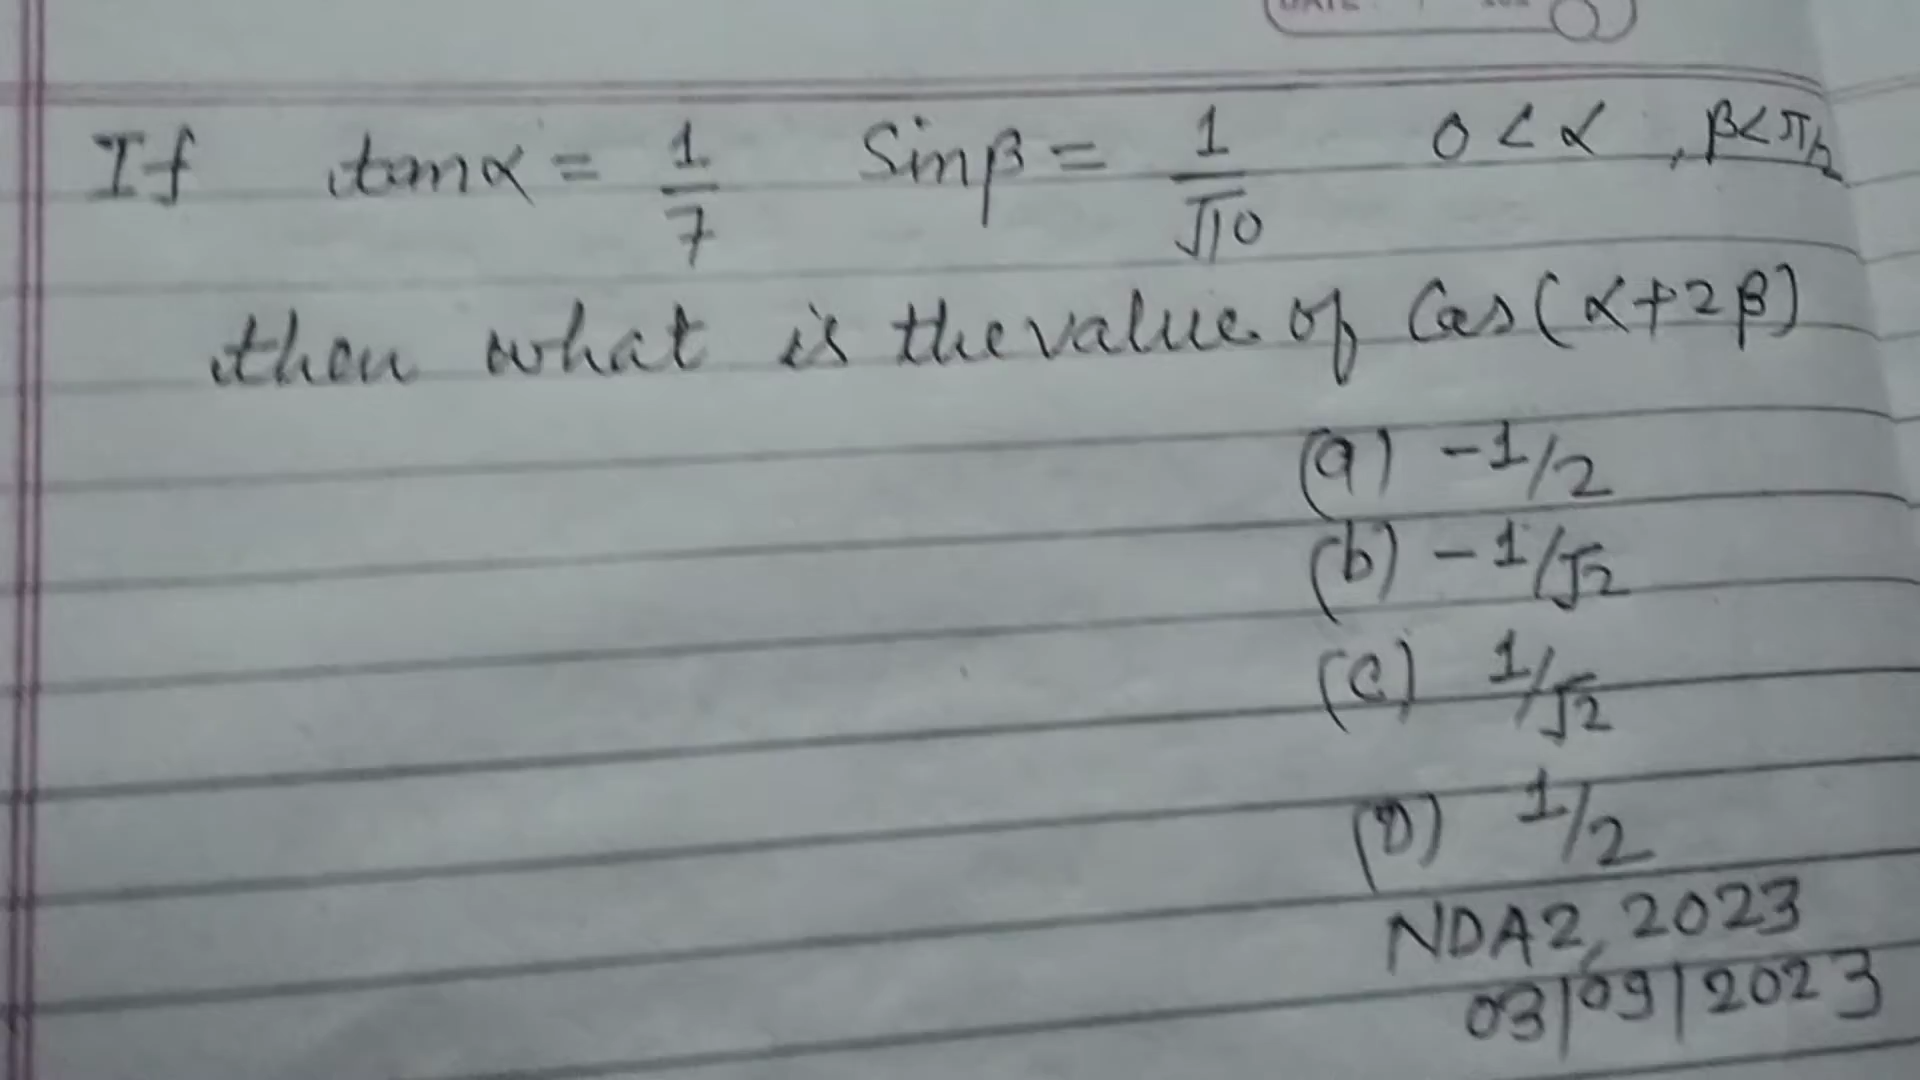 If tanα = 1/7 Sinβ = 1/√10 0 < α , β < π/2
then what is the value of Cos(α+2β)
(a) -1/2
(b) -1/√2
(c) 1/√2
(D) 1/2
NDA2, 2023
03/09/2023